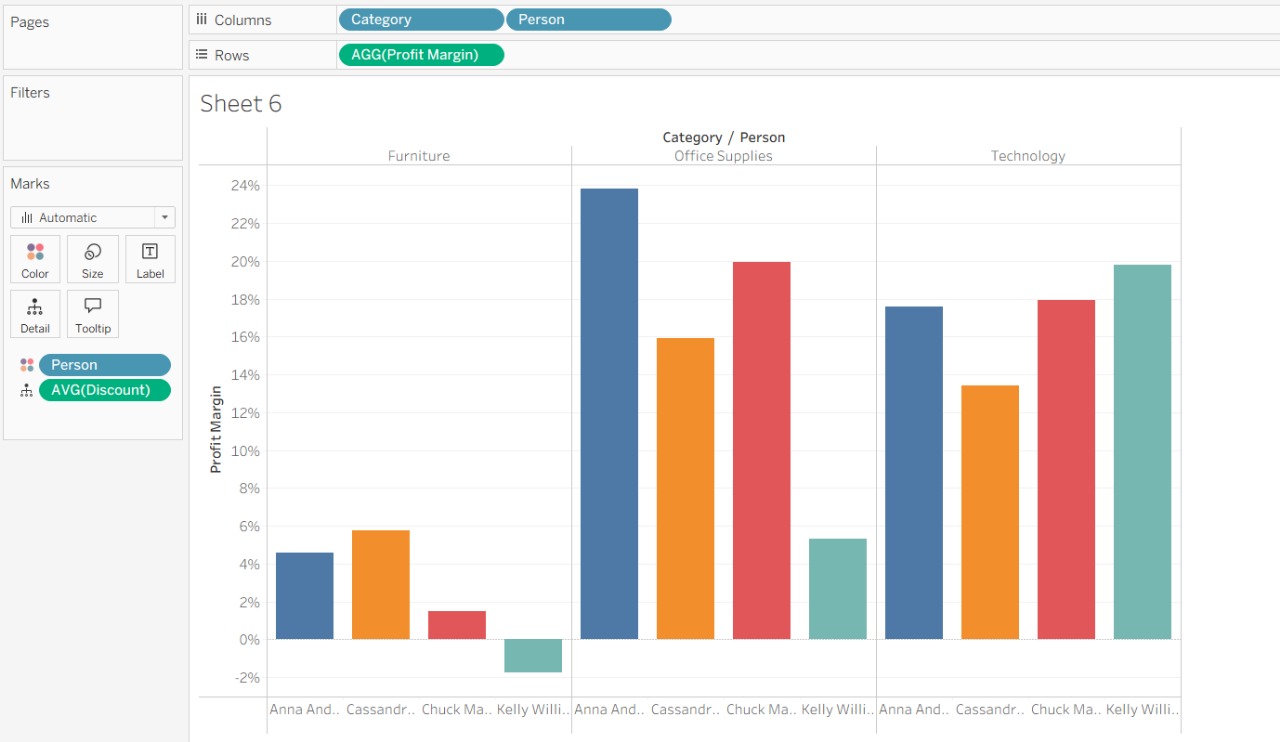 Pages
Columns
Category
Person
Rows
AGG(Profit Margin)
Filters
Marks
Automatic
Color
Size
Label
Detail
Tooltip
Person
AVG(Discount)
Sheet 6
Category / Person
Furniture
Office Supplies
Technology
Profit Margin
24%
22%
20%
18%
16%
14%
12%
10%
8%
6%
4%
2%
0%
-2%
Anna And.. Cassandr.. Chuck Ma.. Kelly Willi.. Anna And.. Cassandr.. Chuck Ma.. Kelly Willi.. Anna And.. Cassandr.. Chuck Ma.. Kelly Willi..